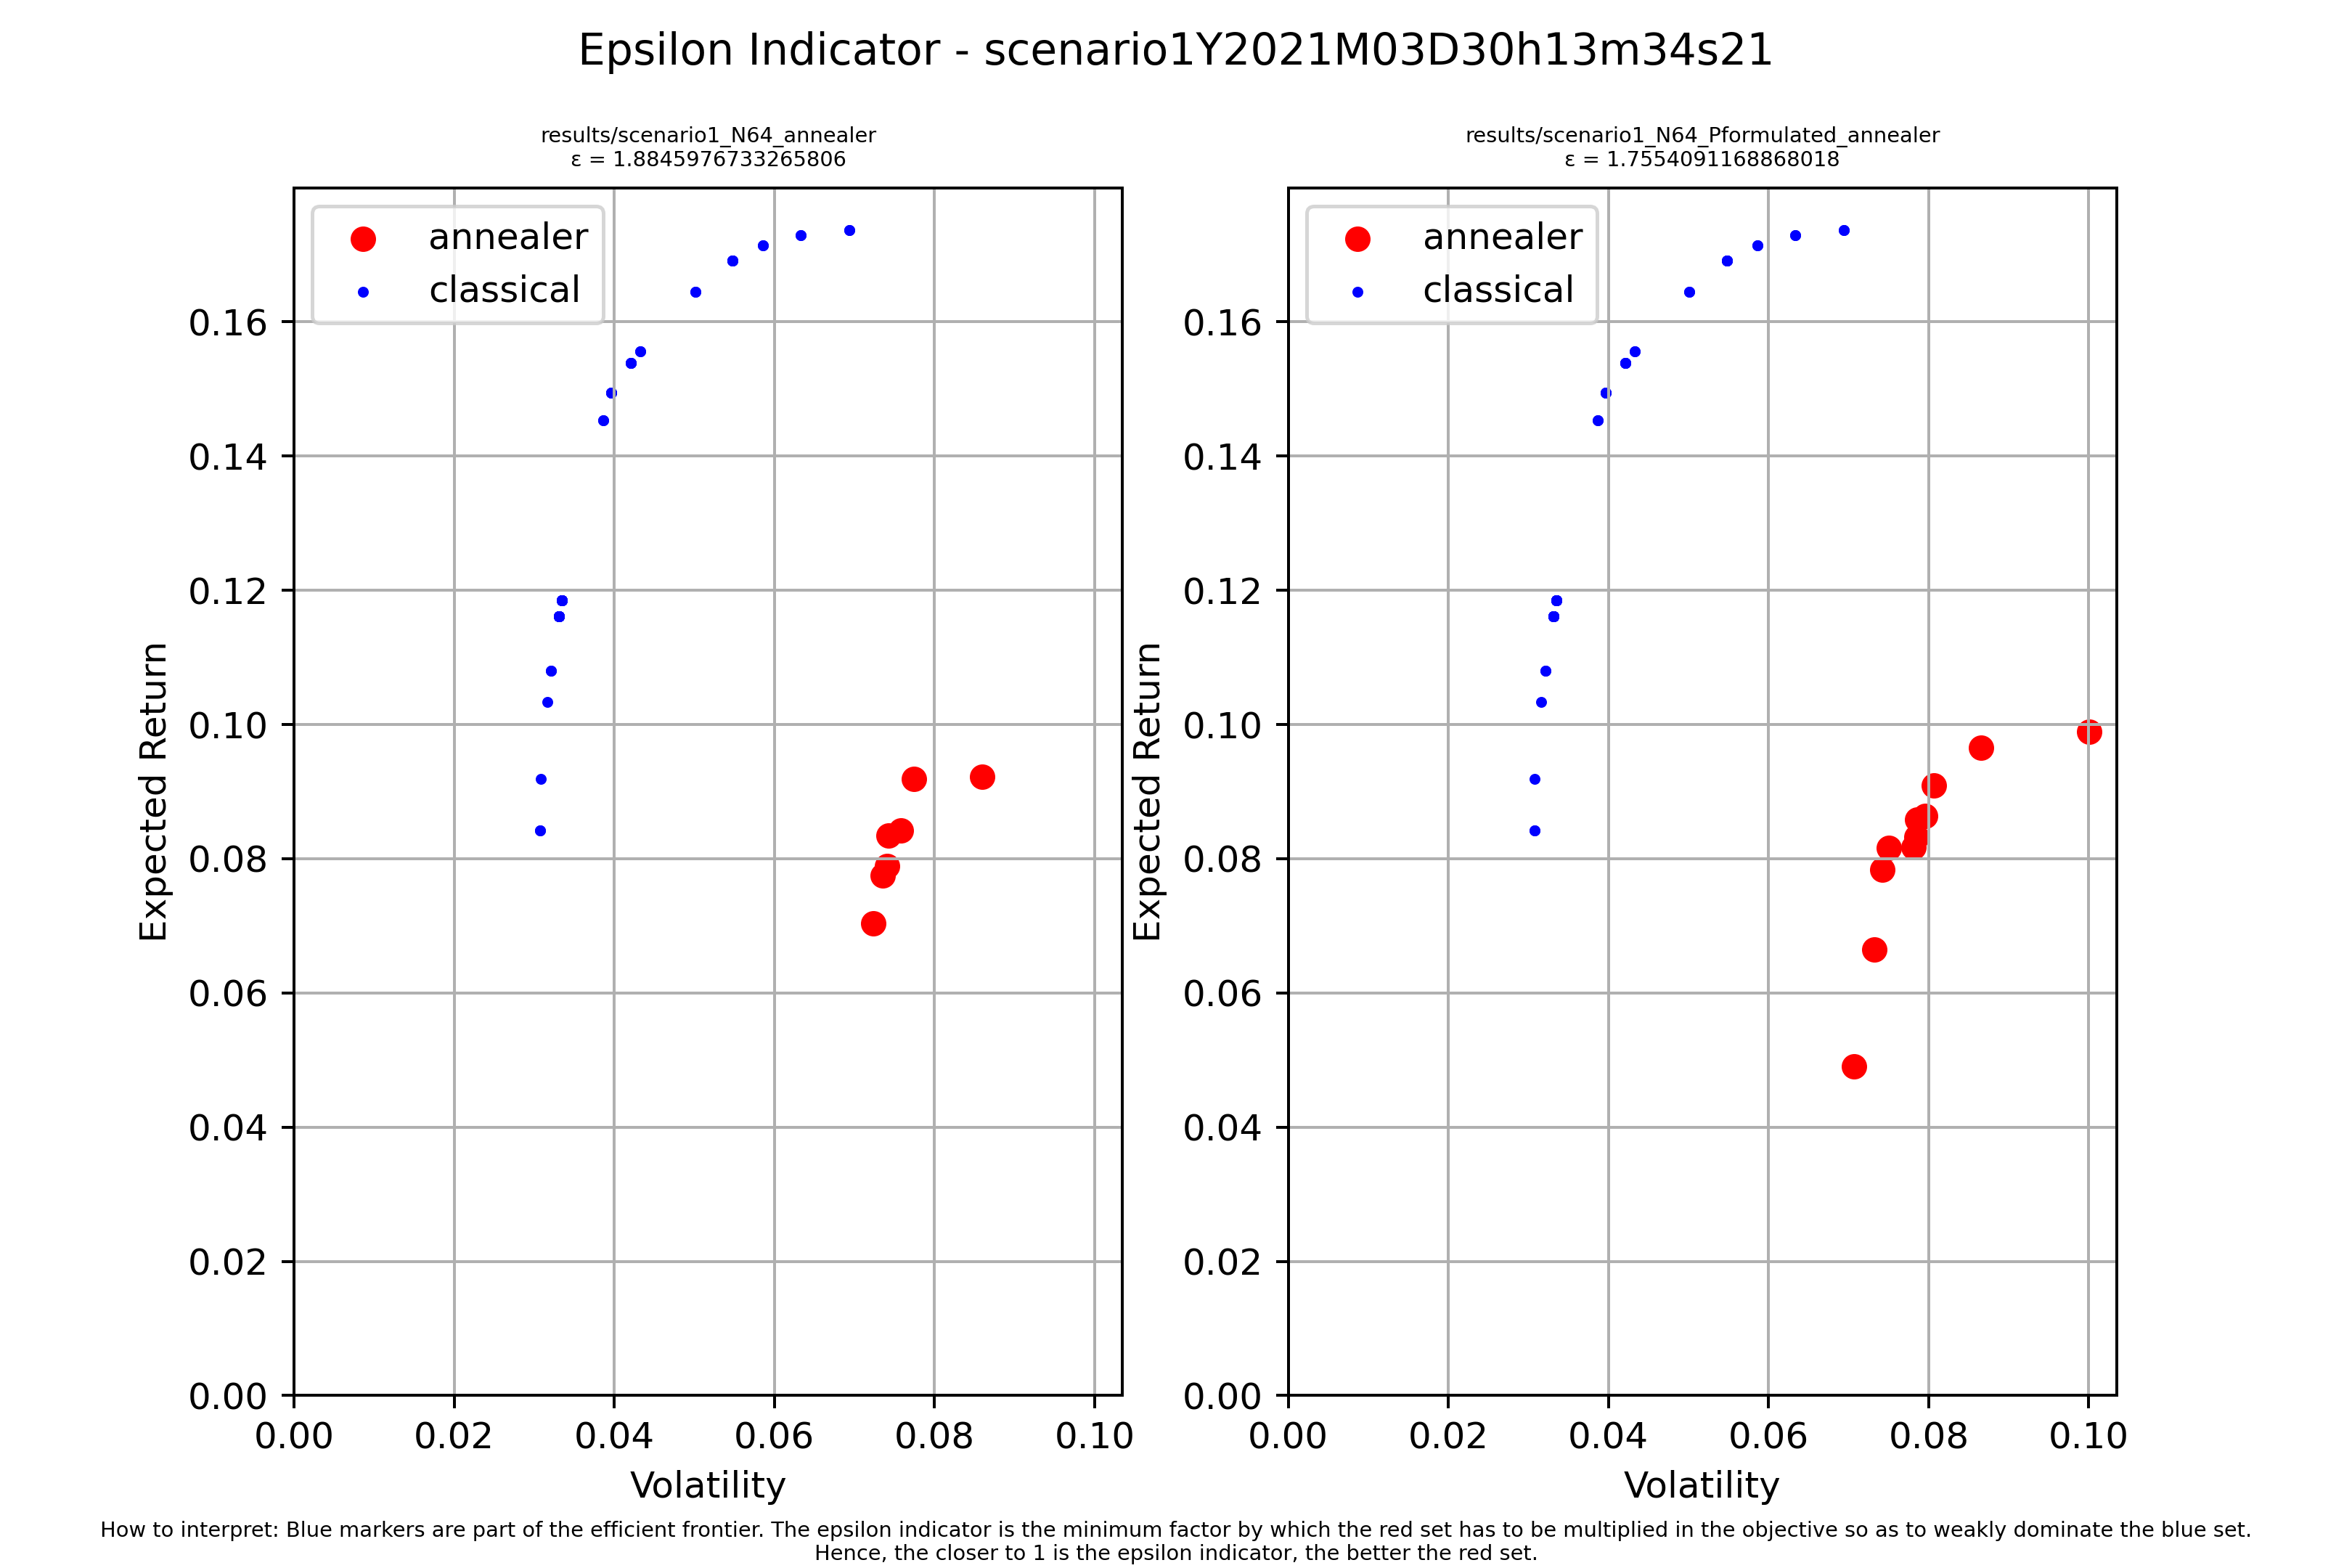 Epsilon Indicator - scenario1Y2021M03D30h13m34s21
results/scenario1_N64_annealer
ε = 1.8845976733265806
annealer
classical
0.16
0.14
0.12
0.10
0.08
0.06
0.04
0.02
0.00
Expected Return
0.00 0.02 0.04 0.06 0.08 0.10
Volatility
results/scenario1_N64_Pformulated_annealer
ε = 1.7554091168868018
annealer
classical
0.16
0.14
0.12
0.10
0.08
0.06
0.04
0.02
0.00
Expected Return
0.00 0.02 0.04 0.06 0.08 0.10
Volatility
How to interpret: Blue markers are part of the efficient frontier. The epsilon indicator is the minimum factor by which the red set has to be multiplied in the objective so as to weakly dominate the blue set.
Hence, the closer to 1 is the epsilon indicator, the better the red set.